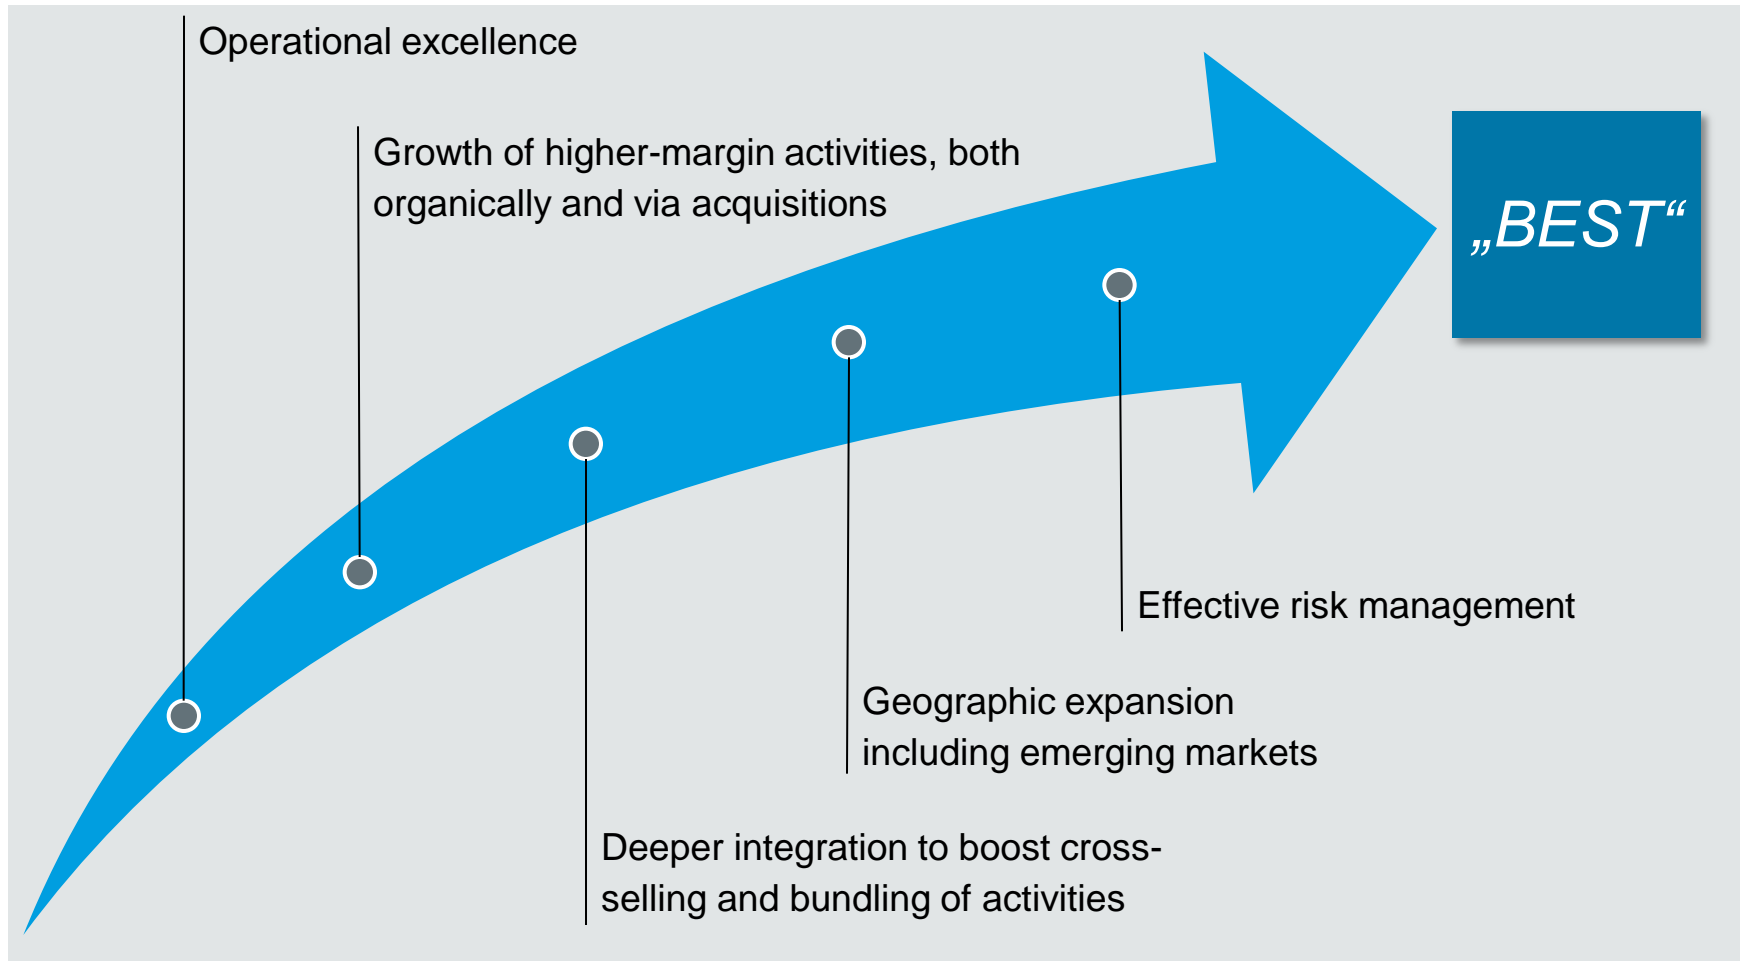 Operational excellence
Growth of higher-margin activities, both
organically and via acquisitions
„BEST“
Effective risk management
Geographic expansion
including emerging markets
Deeper integration to boost cross-
selling and bundling of activities